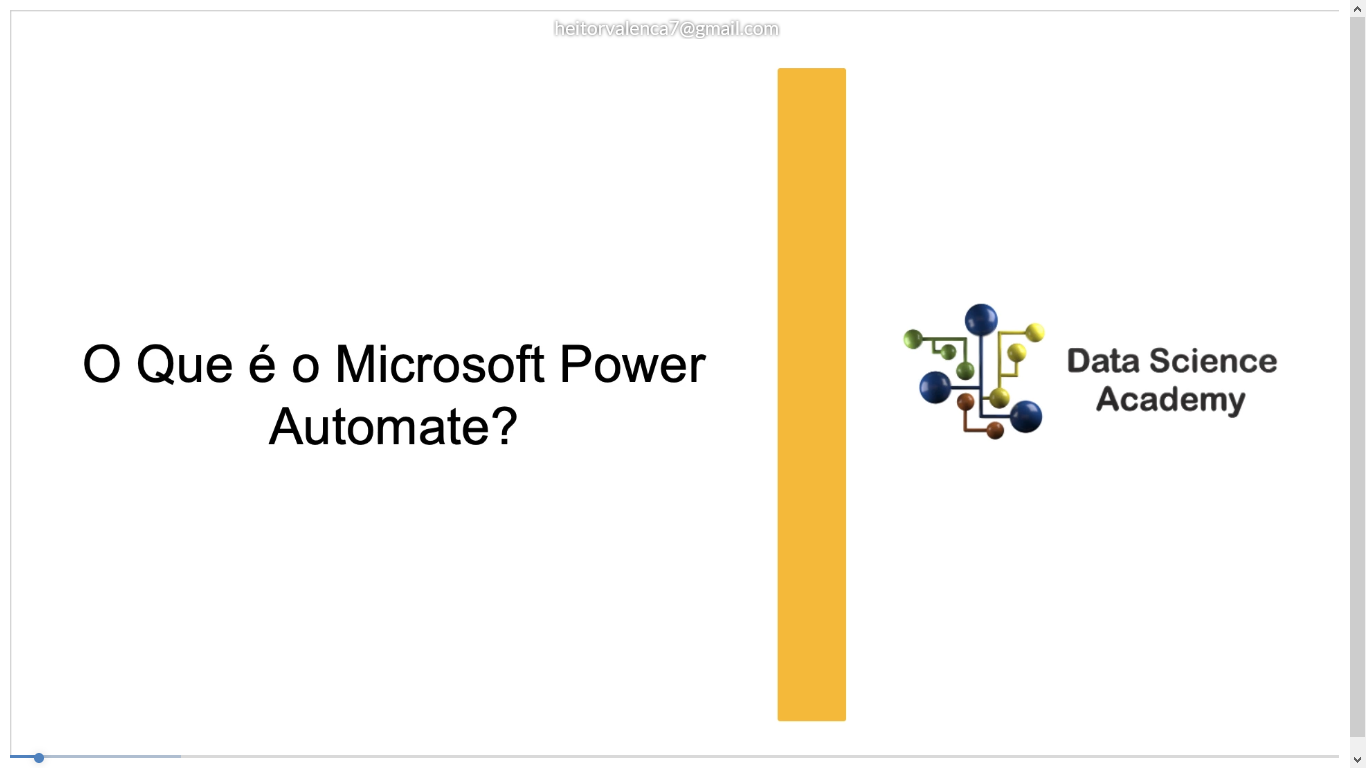 heitorvalenca7@gmail.com
O Que é o Microsoft Power
Automate?
Data Science
Academy